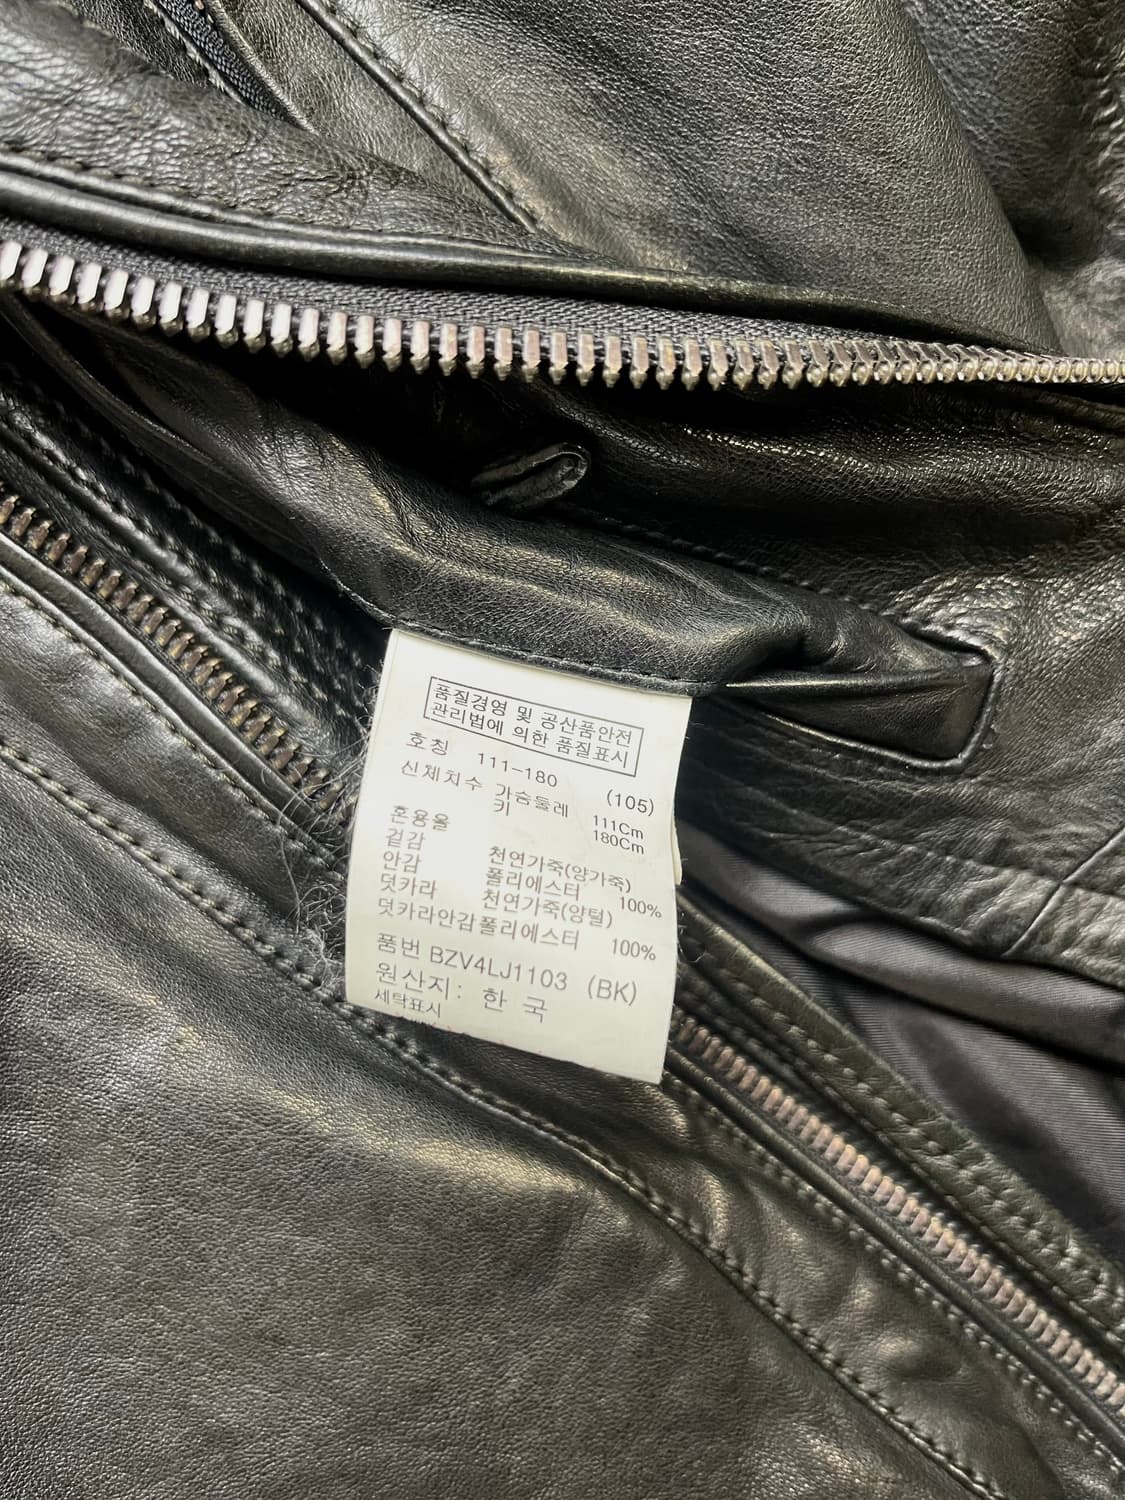 품질경영 및 공산품안전
관리법에 의한 품질표시
호칭 111-180 (105)
신체치수 가슴둘레 111Cm
키 180Cm
혼용율
겉감 천연가죽(양가죽)
안감 폴리에스터 100%
덧카라 천연가죽(양털)
덧카라안감폴리에스터 100%
품번 BZV4LJ1103 (BK)
원산지: 한국
세탁표시